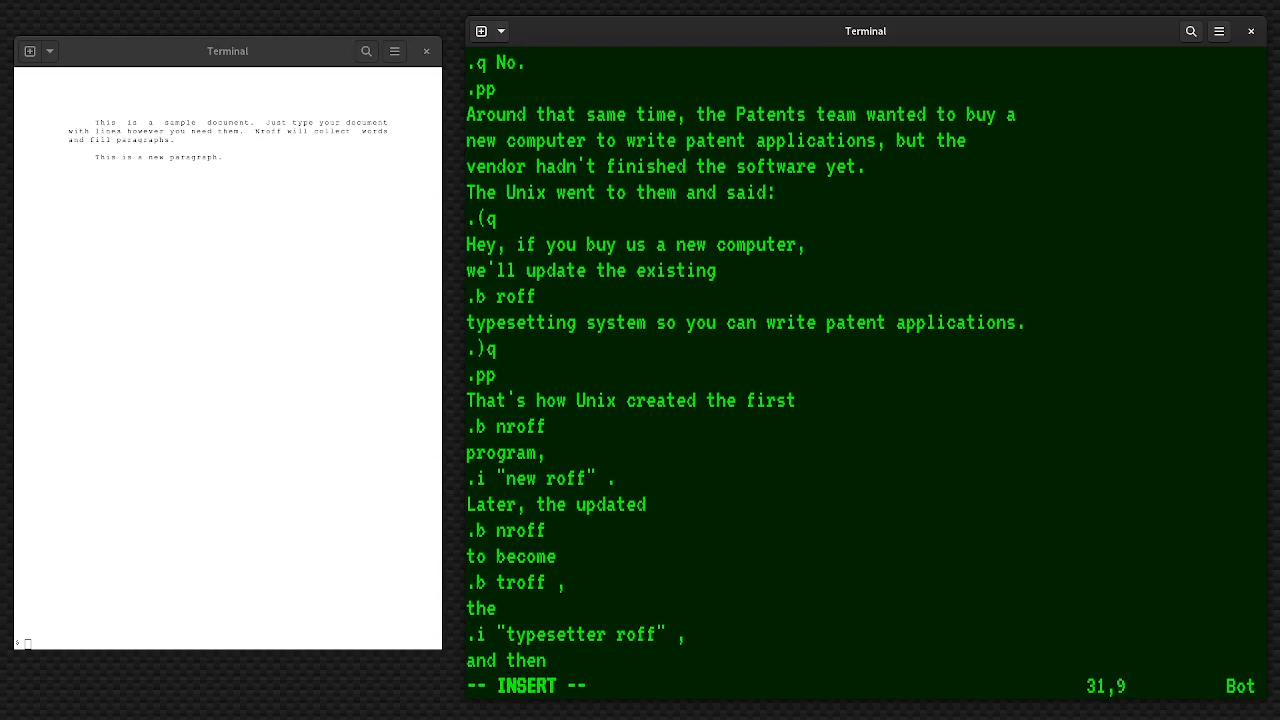 Terminal
This is a sample document. Just type your document
with lines however you need them. Nroff will collect words
and fill paragraphs.
This is a new paragraph.
$
Terminal
.q No.
.pp
Around that same time, the Patents team wanted to buy a
new computer to write patent applications, but the
vendor hadn't finished the software yet.
The Unix went to them and said:
.(q
Hey, if you buy us a new computer,
we'll update the existing
.b roff
typesetting system so you can write patent applications.
.)q
.pp
That's how Unix created the first
.b nroff
program,
.i "new roff" .
Later, the updated
.b nroff
to become
.b troff ,
the
.i "typesetter roff" ,
and then
-- INSERT -- 31,9 Bot